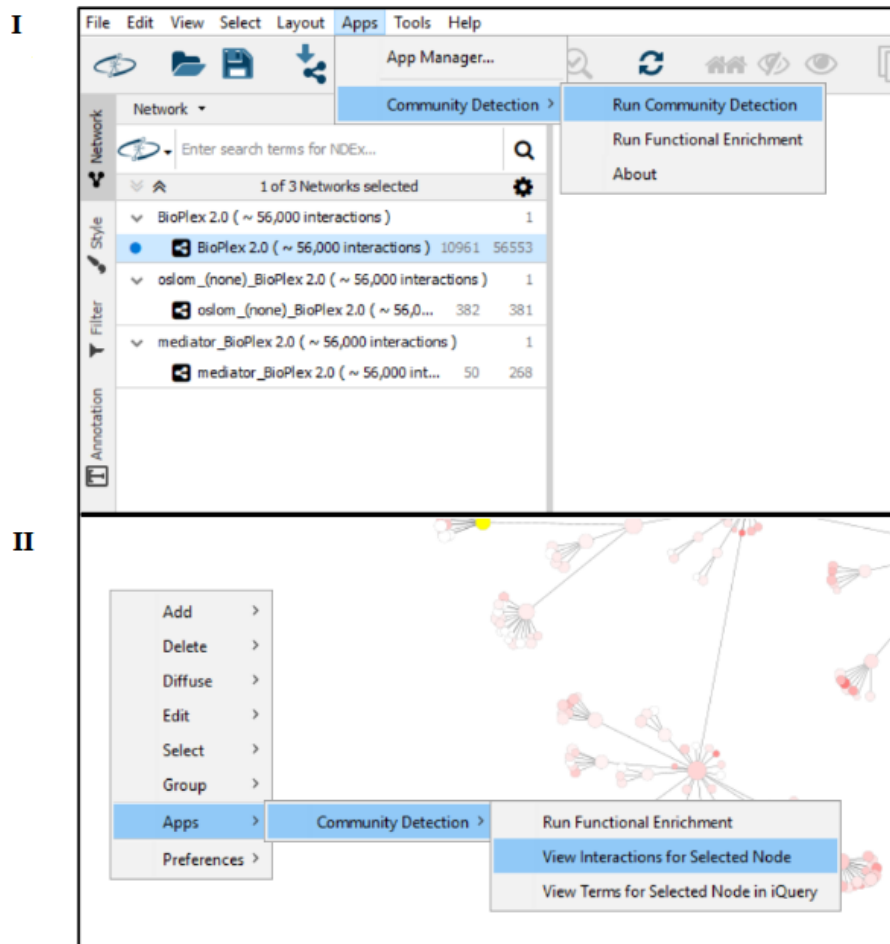 I
File Edit View Select Layout Apps Tools Help
App Manager...
Network
Community Detection >
Run Community Detection
Enter search terms for NDEx...
Run Functional Enrichment
1 of 3 Networks selected
About
BioPlex 2.0 ( ~ 56,000 interactions ) 1
BioPlex 2.0 ( ~ 56,000 interactions ) 10961 56553
oslom_(none)_BioPlex 2.0 ( ~ 56,000 interactions ) 1
oslom_(none)_BioPlex 2.0 ( ~ 56,0... 382 381
mediator_BioPlex 2.0 ( ~ 56,000 interactions ) 1
mediator_BioPlex 2.0 ( ~ 56,000 int... 50 268
Network
Style
Filter
Annotation
II
Add >
Delete >
Diffuse >
Edit >
Select >
Group >
Apps >
Preferences >
Community Detection >
Run Functional Enrichment
View Interactions for Selected Node
View Terms for Selected Node in iQuery